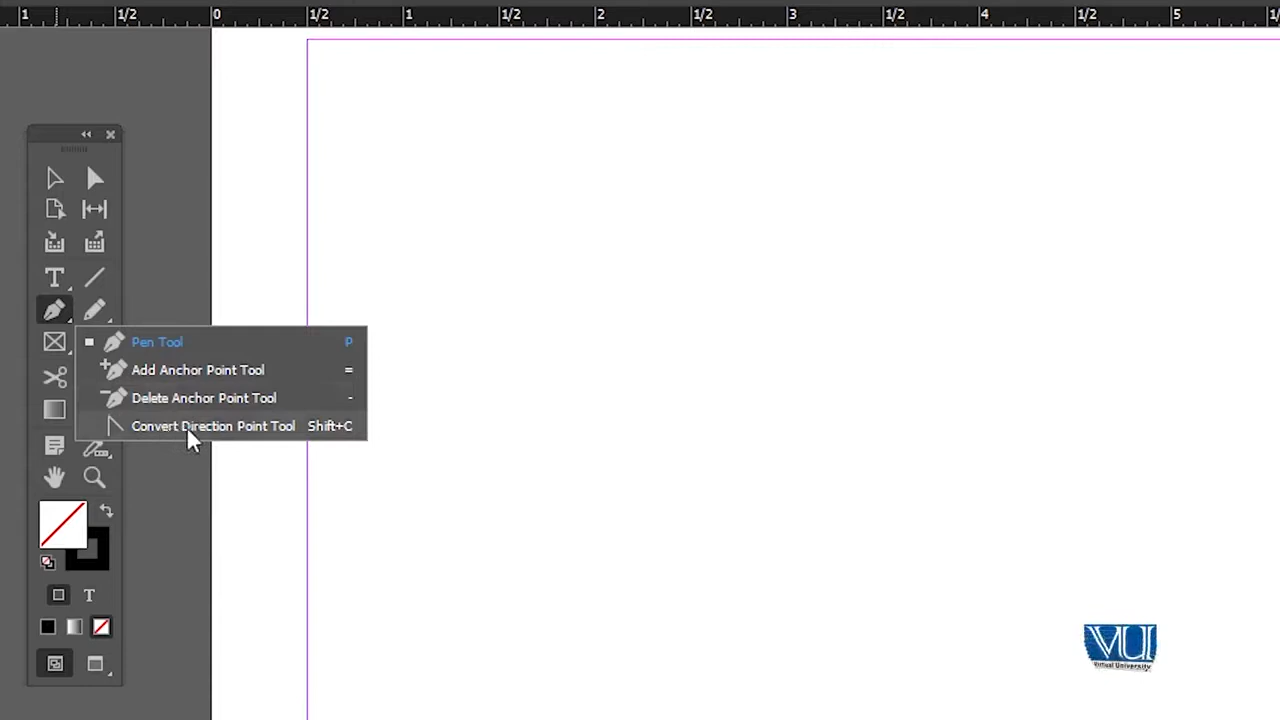 1 1/2 0 1/2 1 1/2 2 1/2 3 1/2 4 1/2 5
T
Pen Tool P
Add Anchor Point Tool =
Delete Anchor Point Tool -
Convert Direction Point Tool Shift+C
T
VU
Virtual University